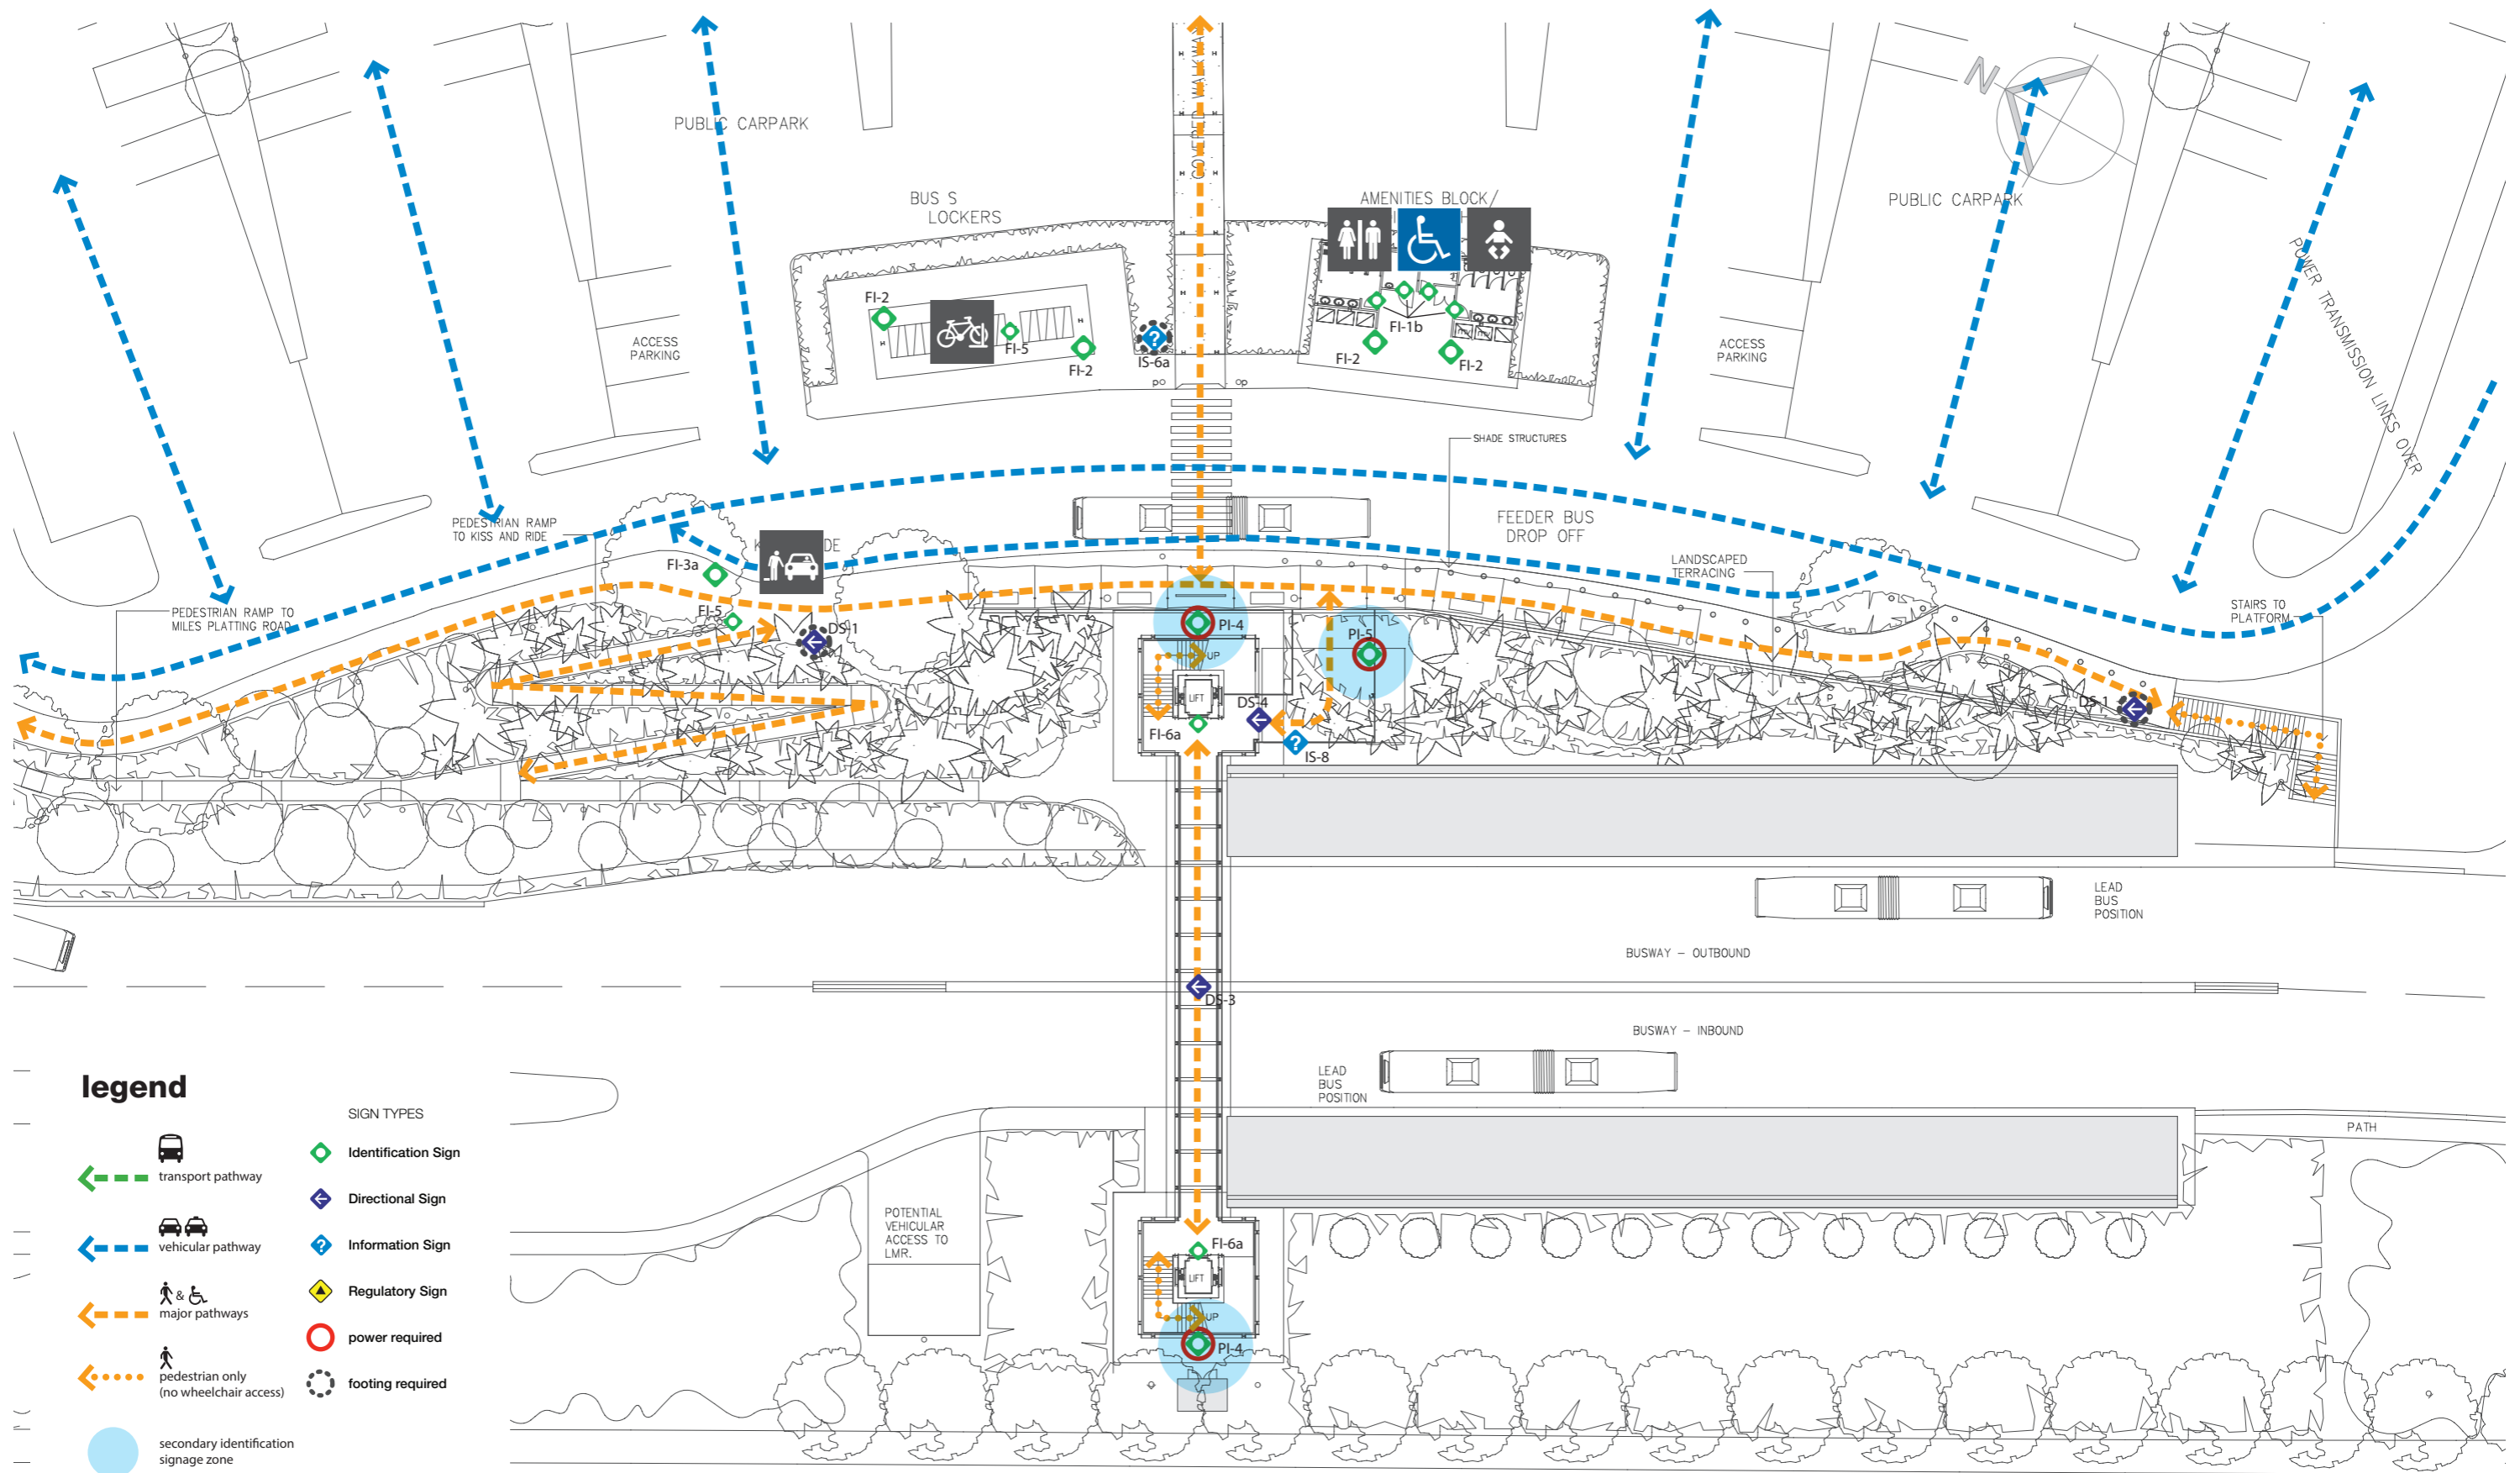 COVERED WALKWAY
N
PUBLIC CARPARK
BUS S
LOCKERS
AMENITIES BLOCK/
PUBLIC CARPARK
POWER TRANSMISSION LINES OVER
FI-2
FI-5
FI-2
IS-6a
FI-1b
FI-2
FI-2
ACCESS
PARKING
ACCESS
PARKING
SHADE STRUCTURES
PEDESTRIAN RAMP
TO KISS AND RIDE
FEEDER BUS
DROP OFF
LANDSCAPED
TERRACING
FI-3a
FI-5
DS-1
PEDESTRIAN RAMP TO
MILES PLATTING ROAD
STAIRS TO
PLATFORM
PI-4
PI-5
UP
LIFT
DS-4
FI-6a
IS-8
DS-1
LEAD
BUS
POSITION
BUSWAY – OUTBOUND
DS-3
BUSWAY – INBOUND
LEAD
BUS
POSITION
PATH
POTENTIAL
VEHICULAR
ACCESS TO
LMR.
FI-6a
LIFT
UP
PI-4
legend
SIGN TYPES
transport pathway
vehicular pathway
&
major pathways
pedestrian only
(no wheelchair access)
secondary identification
signage zone
Identification Sign
Directional Sign
? Information Sign
Regulatory Sign
power required
footing required